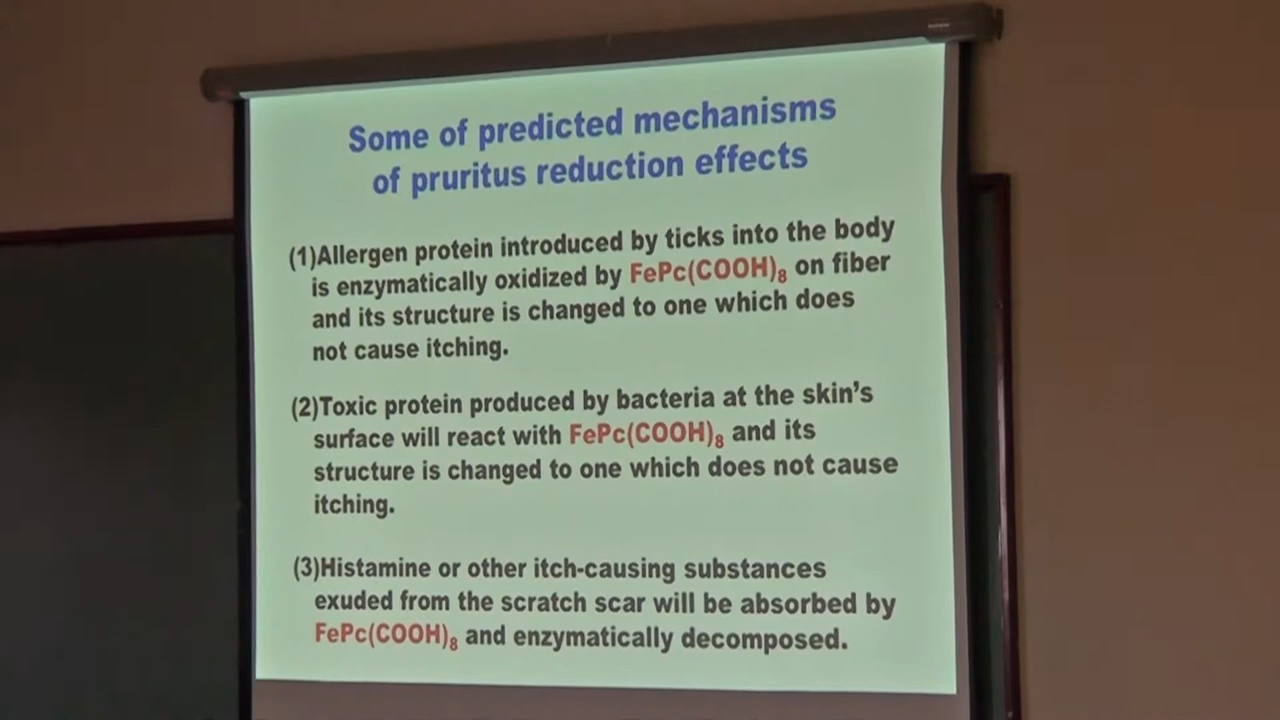 Some of predicted mechanisms
of pruritus reduction effects
(1)Allergen protein introduced by ticks into the body
is enzymatically oxidized by FePc(COOH)₈ on fiber
and its structure is changed to one which does
not cause itching.
(2)Toxic protein produced by bacteria at the skin's
surface will react with FePc(COOH)₈ and its
structure is changed to one which does not cause
itching.
(3)Histamine or other itch-causing substances
exuded from the scratch scar will be absorbed by
FePc(COOH)₈ and enzymatically decomposed.